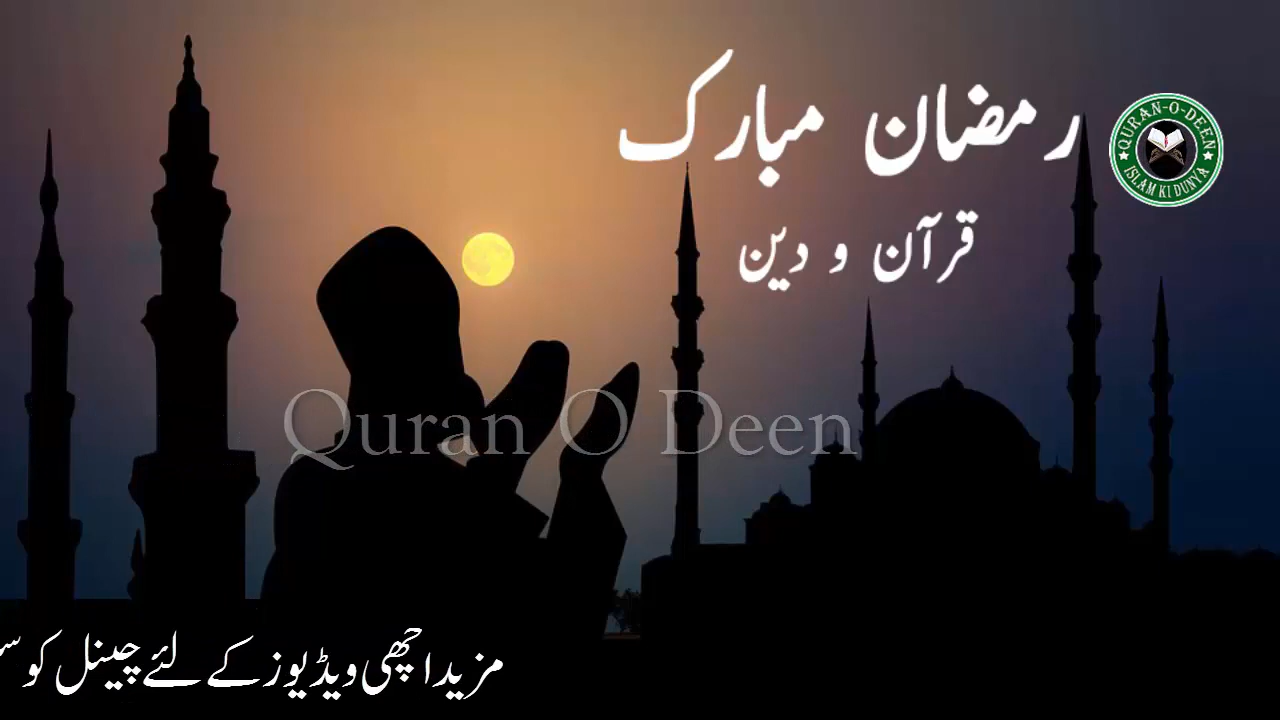 رمضان مبارک
قرآن و دین
QURAN-O-DEEN
ISLAM KI DUNYA
Quran O Deen
مزید اچھی ویڈیوز کے لئے چینل کو